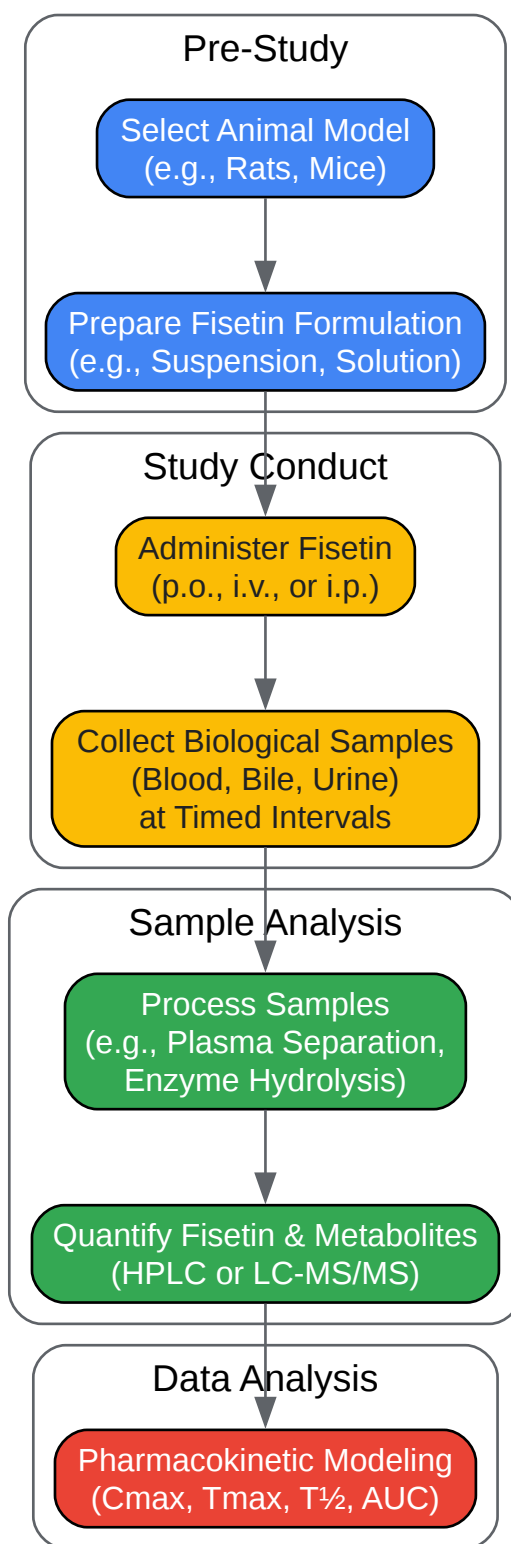 Pre-Study
Select Animal Model
(e.g., Rats, Mice)
Prepare Fisetin Formulation
(e.g., Suspension, Solution)
Study Conduct
Administer Fisetin
(p.o., i.v., or i.p.)
Collect Biological Samples
(Blood, Bile, Urine)
at Timed Intervals
Sample Analysis
Process Samples
(e.g., Plasma Separation,
Enzyme Hydrolysis)
Quantify Fisetin & Metabolites
(HPLC or LC-MS/MS)
Data Analysis
Pharmacokinetic Modeling
(Cmax, Tmax, T½, AUC)